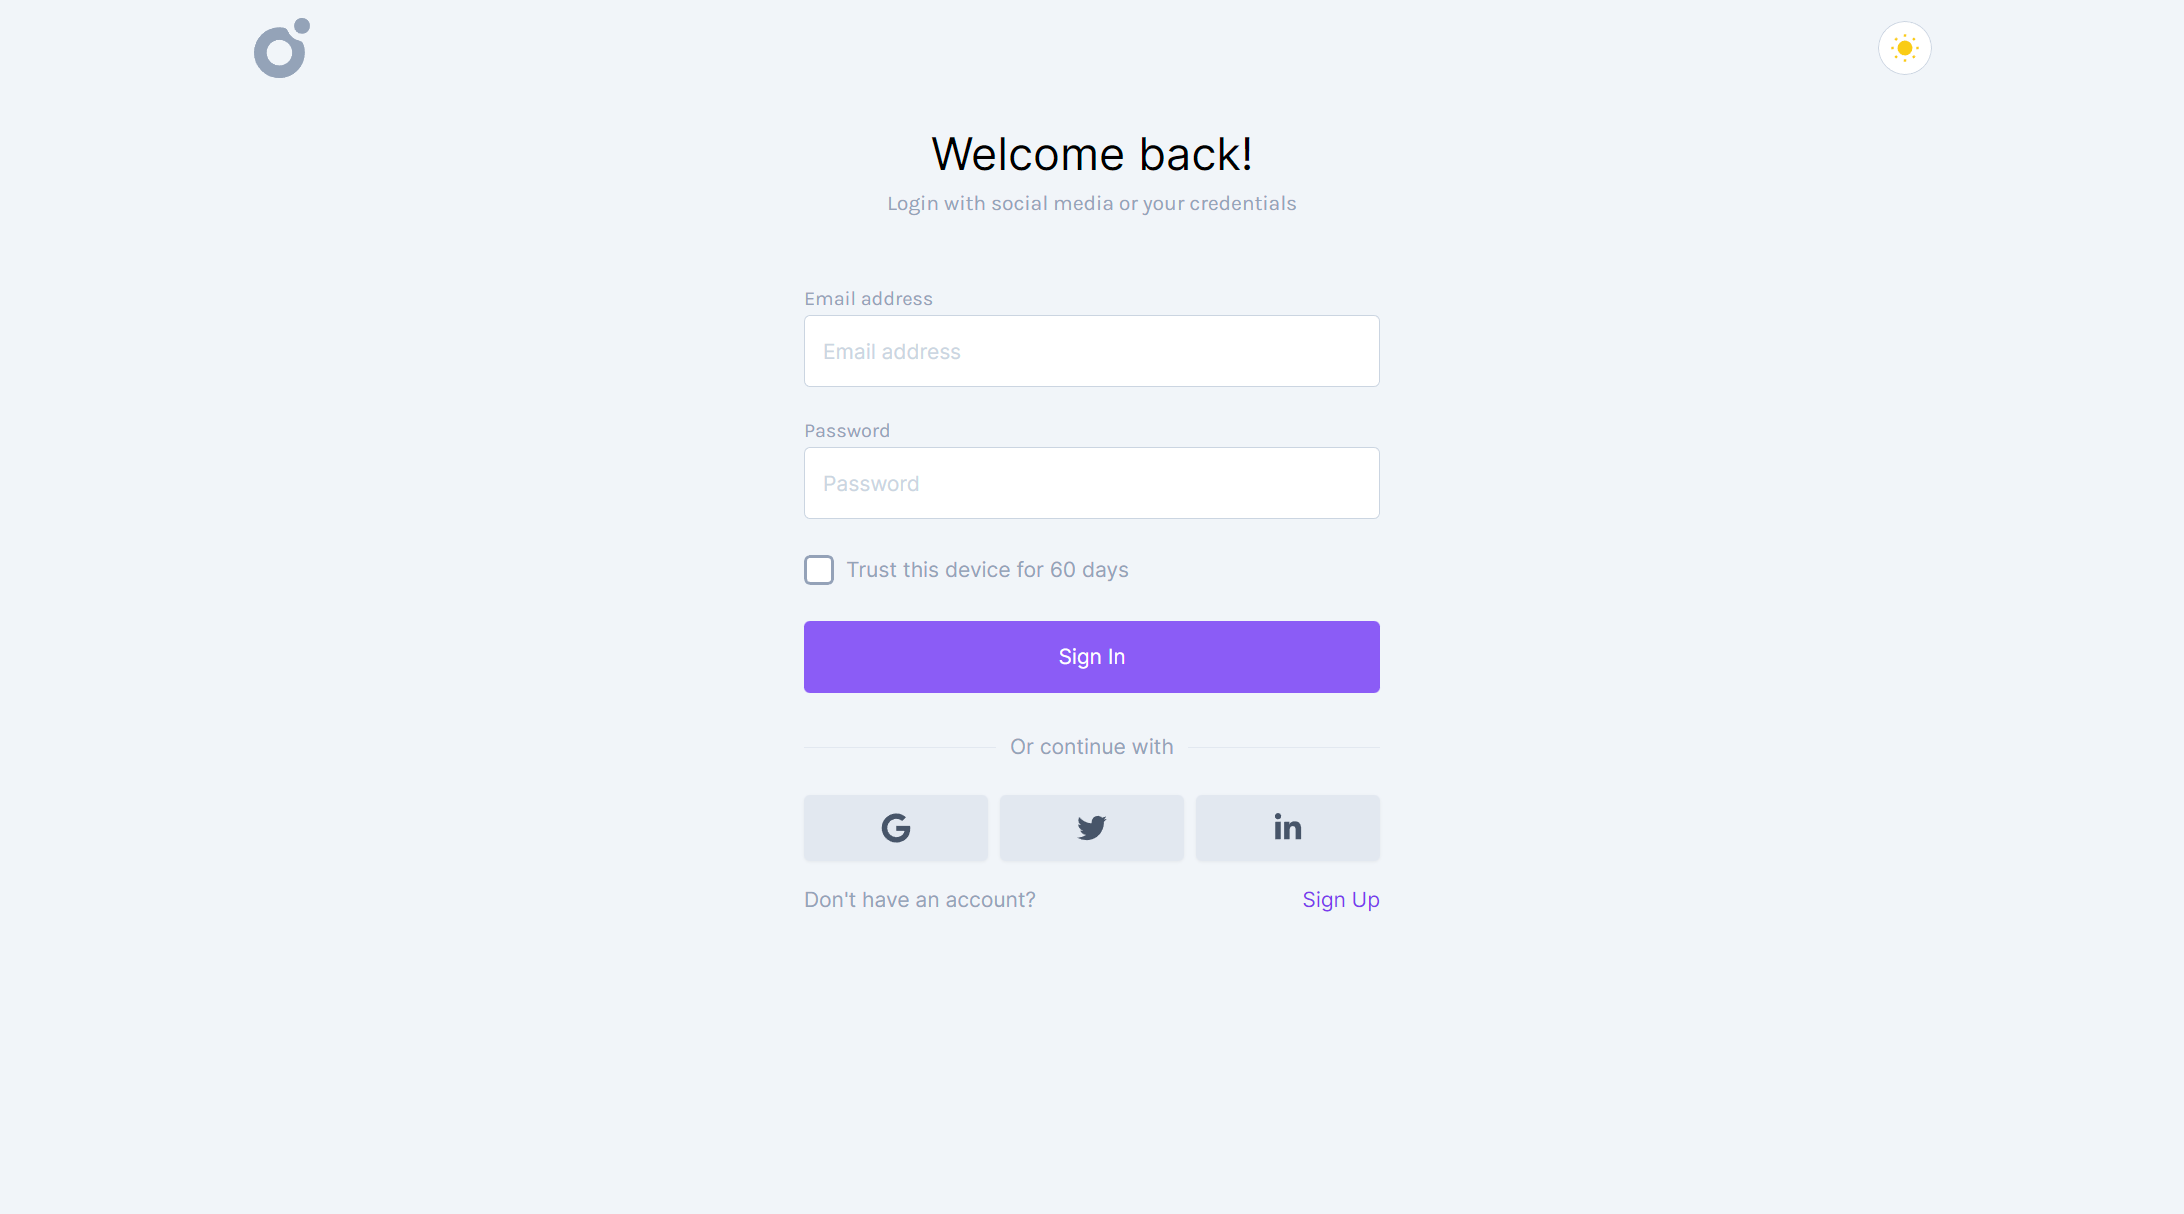 Welcome back!
Login with social media or your credentials
Email address
Email address
Password
Password
Trust this device for 60 days
Sign In
Or continue with
Don't have an account?
Sign Up